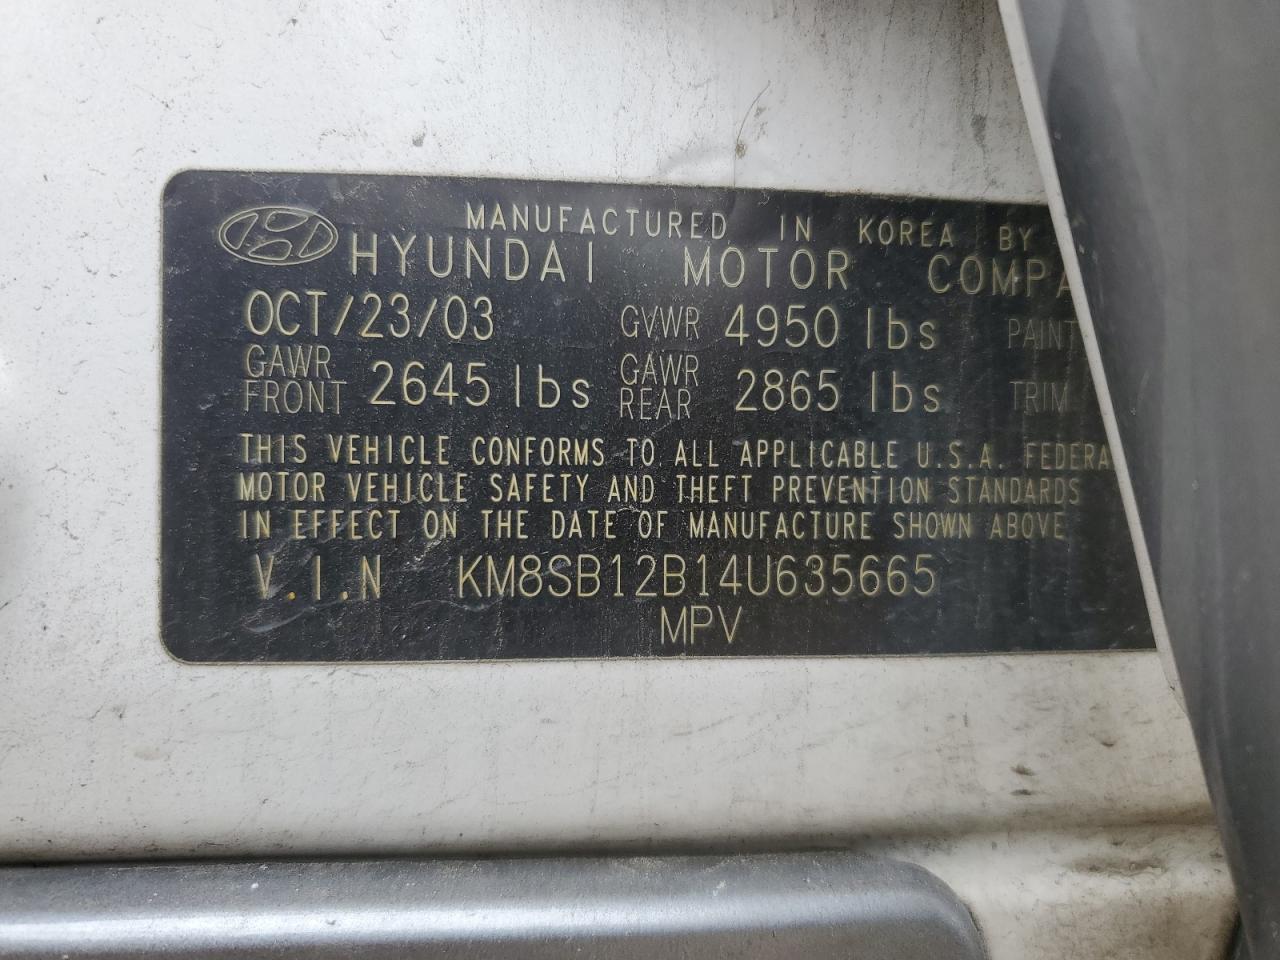 MANUFACTURED IN KOREA BY
HYUNDAI MOTOR
OCT/23/03 GVWR 4950 lbs PAINT
GAWR FRONT 2645 lbs GAWR REAR 2865 lbs TRIM
THIS VEHICLE CONFORMS TO ALL APPLICABLE U.S.A. FEDERA
MOTOR VEHICLE SAFETY AND THEFT PREVENTION STANDARDS
IN EFFECT ON THE DATE OF MANUFACTURE SHOWN ABOVE
V.I.N KM8SB12B14U635665
MPV